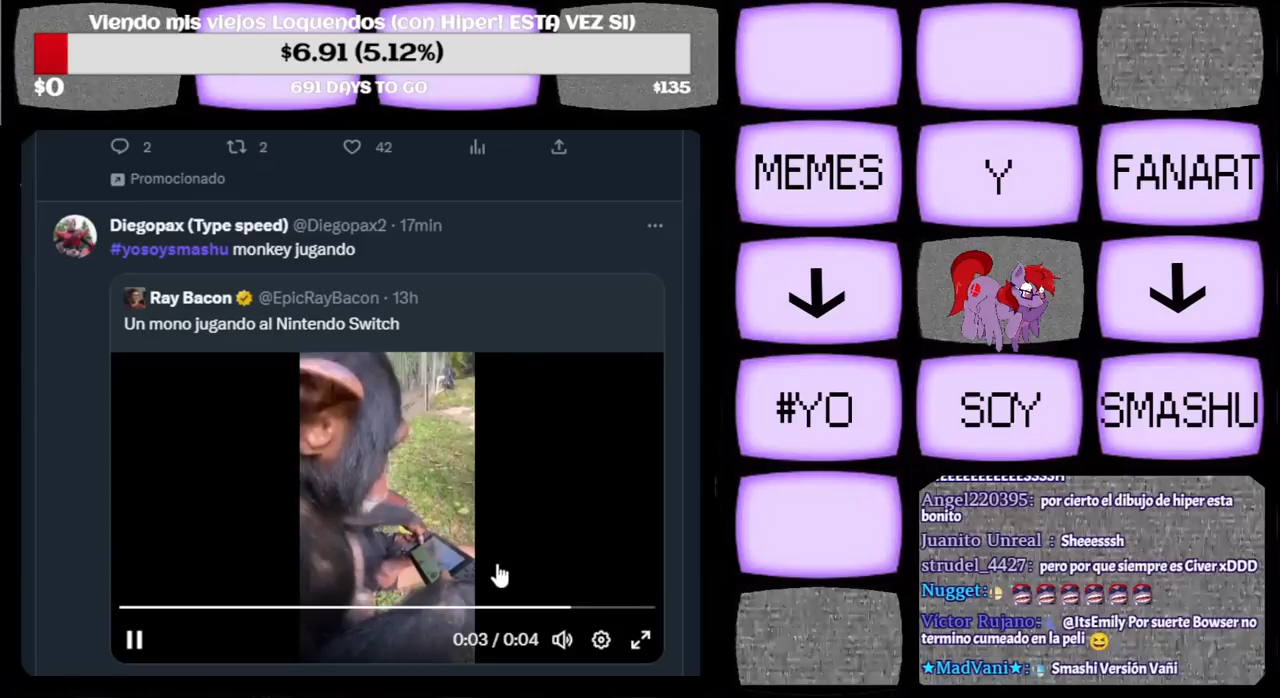 Viendo mis viejos Loquendos (con Hiper! ESTA VEZ SI)
$6.91 (5.12%)
$0
691 DAYS TO GO
$135
2
2
42
Promocionado
Diegopax (Type speed) @Diegopax2 · 17min
#yosoysmashu monkey jugando
Ray Bacon @EpicRayBacon · 13h
Un mono jugando al Nintendo Switch
0:03 / 0:04
MEMES
Y
FANART
#YO
SOY
SMASHU
Angel220395: por cierto el dibujo de hiper esta
bonito
Juanito Unreal : Sheeesssh
strudel_4427: pero por que siempre es Civer xDDD
Nugget:
Víctor Rujano: @ItsEmily Por suerte Bowser no
termino cumeado en la peli
★MadVani★: Smashi Versión Vañi